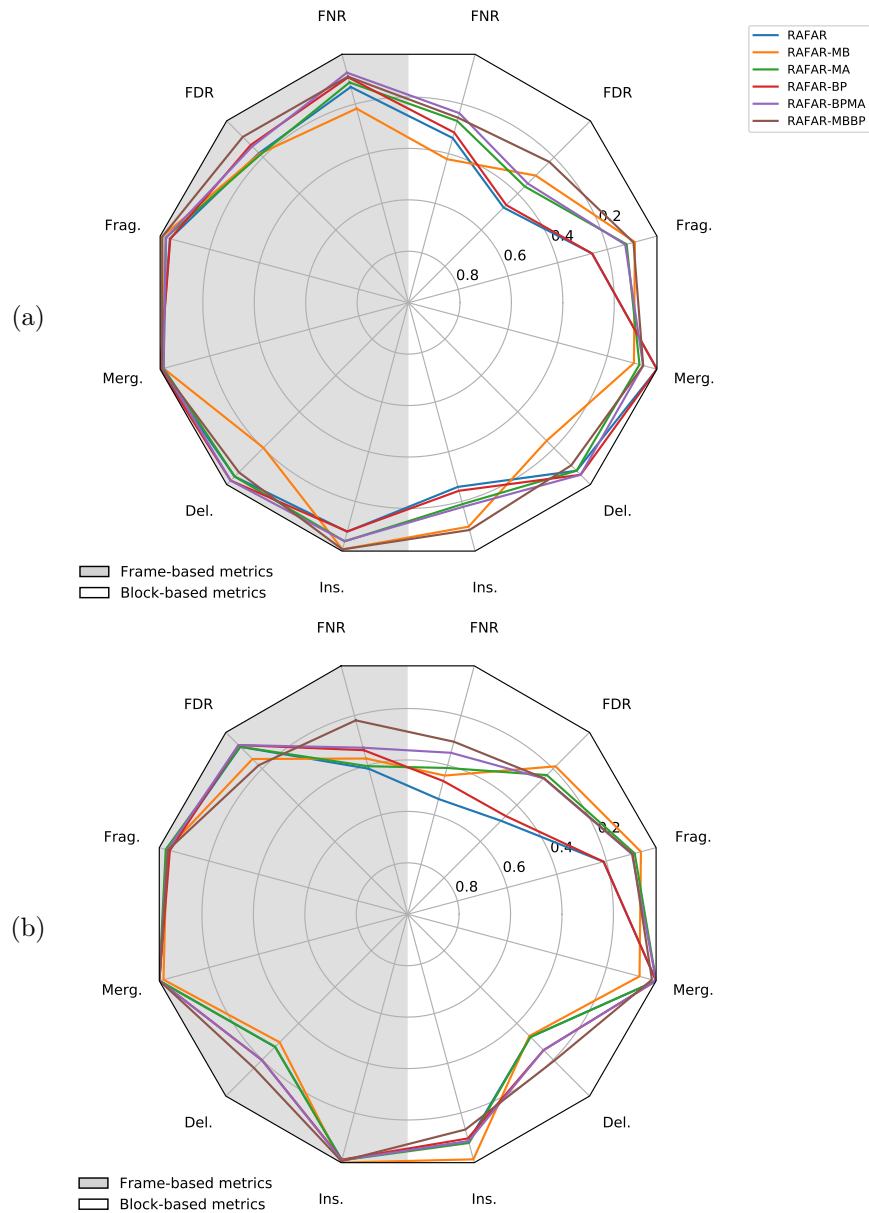 FNR
FNR
RAFAR
RAFAR-MB
RAFAR-MA
RAFAR-BP
RAFAR-BPMA
RAFAR-MBBP
FDR
FDR
Frag.
0.2
Frag.
0.4
0.6
0.8
(a)
Merg.
Merg.
Del.
Del.
Frame-based metrics
Block-based metrics
Ins.
Ins.
FNR
FNR
FDR
FDR
Frag.
0.2
Frag.
0.4
0.6
0.8
(b)
Merg.
Merg.
Del.
Del.
Frame-based metrics
Block-based metrics
Ins.
Ins.